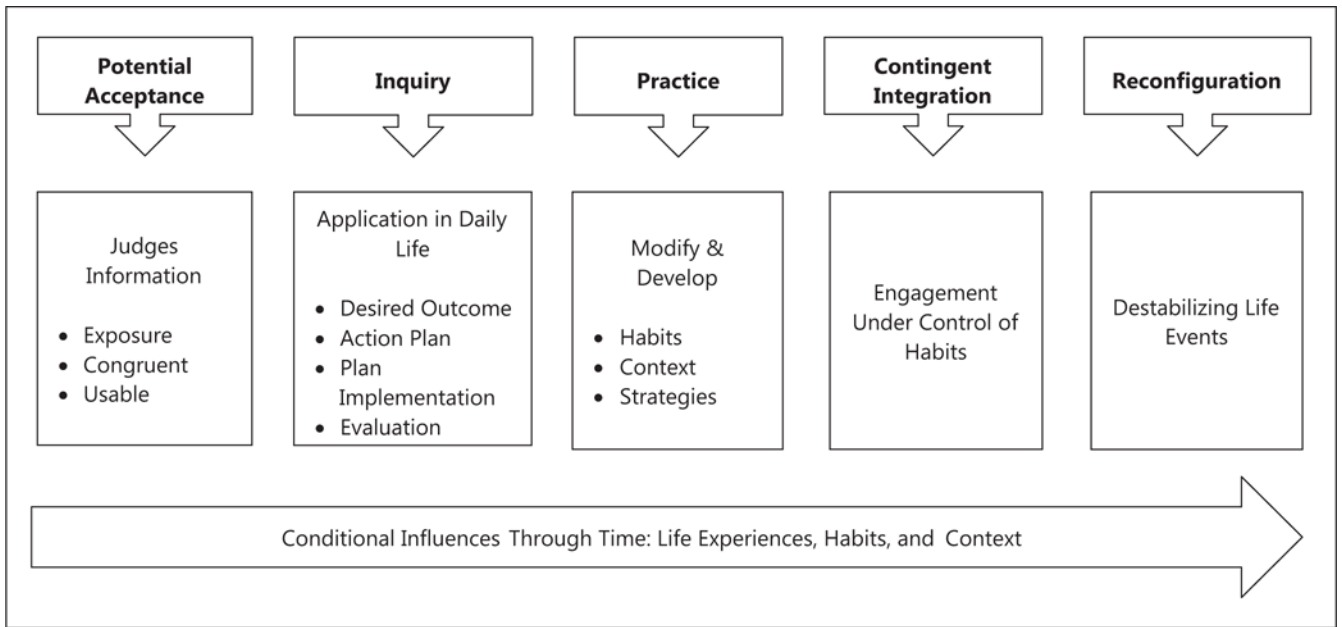 Potential
Acceptance
Inquiry
Practice
Contingent
Integration
Reconfiguration
Judges
Information
• Exposure
• Congruent
• Usable
Application in Daily
Life
• Desired Outcome
• Action Plan
• Plan
Implementation
• Evaluation
Modify &
Develop
• Habits
• Context
• Strategies
Engagement
Under Control of
Habits
Destabilizing Life
Events
Conditional Influences Through Time: Life Experiences, Habits, and Context